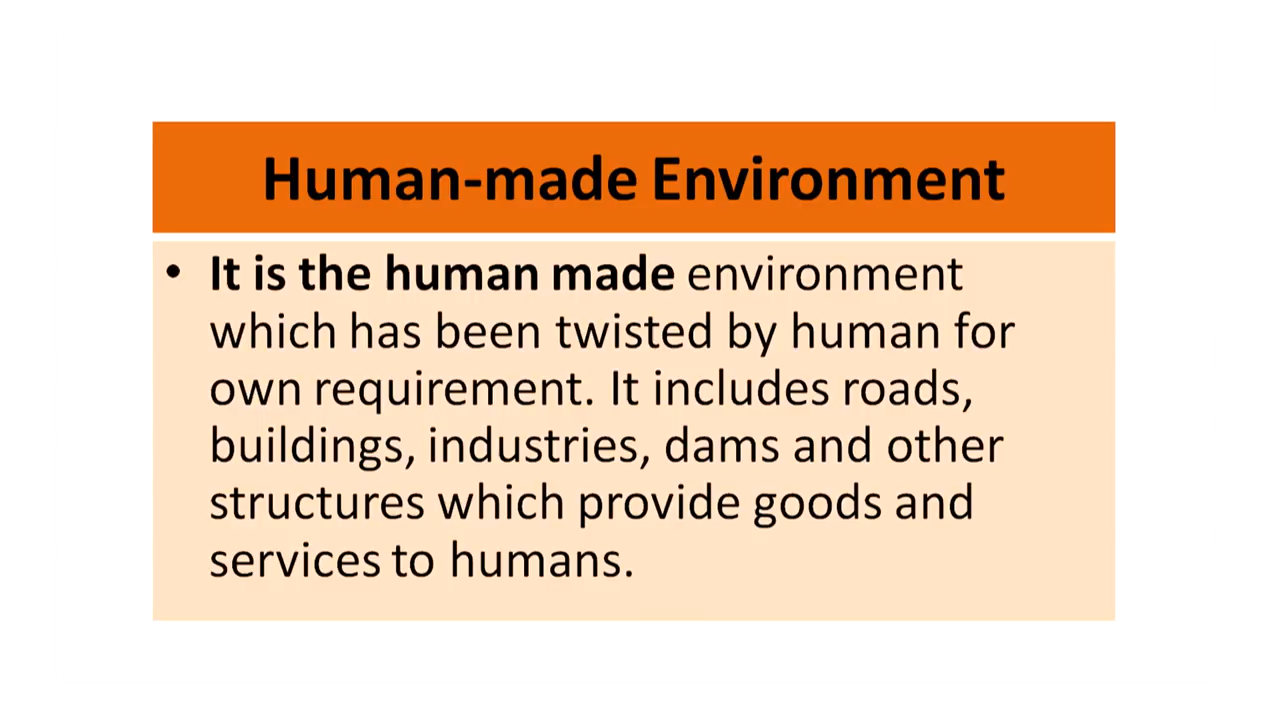 Human-made Environment
• It is the human made environment
which has been twisted by human for
own requirement. It includes roads,
buildings, industries, dams and other
structures which provide goods and
services to humans.